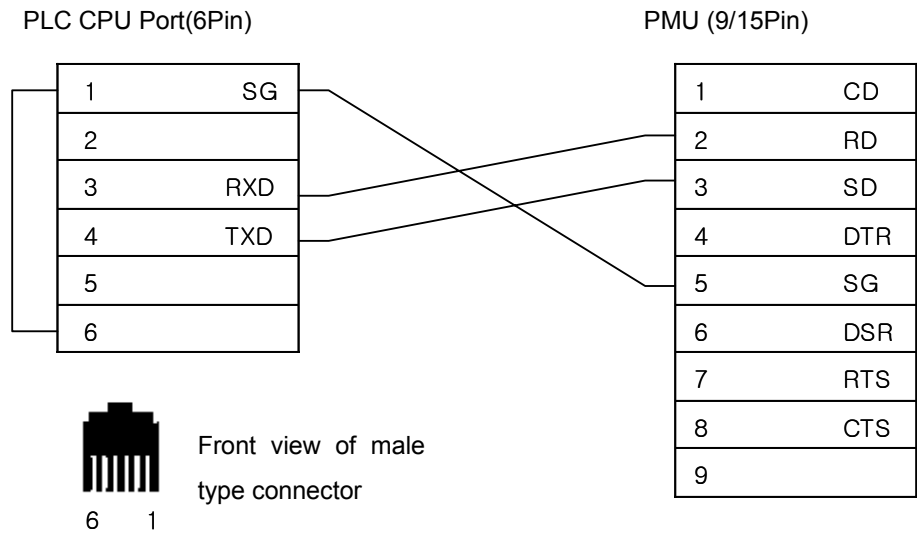 PLC CPU Port(6Pin)
PMU (9/15Pin)
1 SG
2
3 RXD
4 TXD
5
6
1 CD
2 RD
3 SD
4 DTR
5 SG
6 DSR
7 RTS
8 CTS
9
Front view of male
type connector
6 1